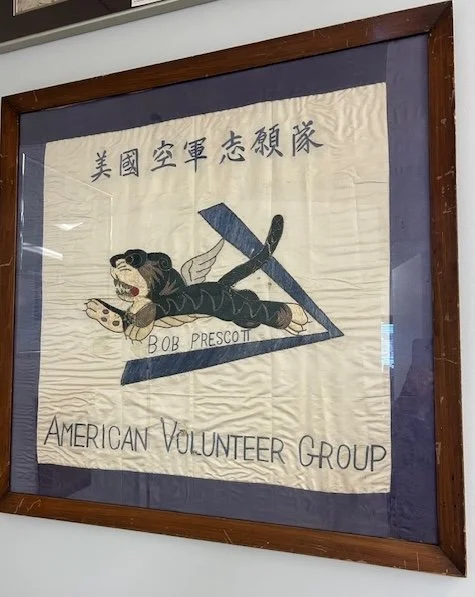 美國空軍志願隊
BOB PRESCOTT
AMERICAN VOLUNTEER GROUP